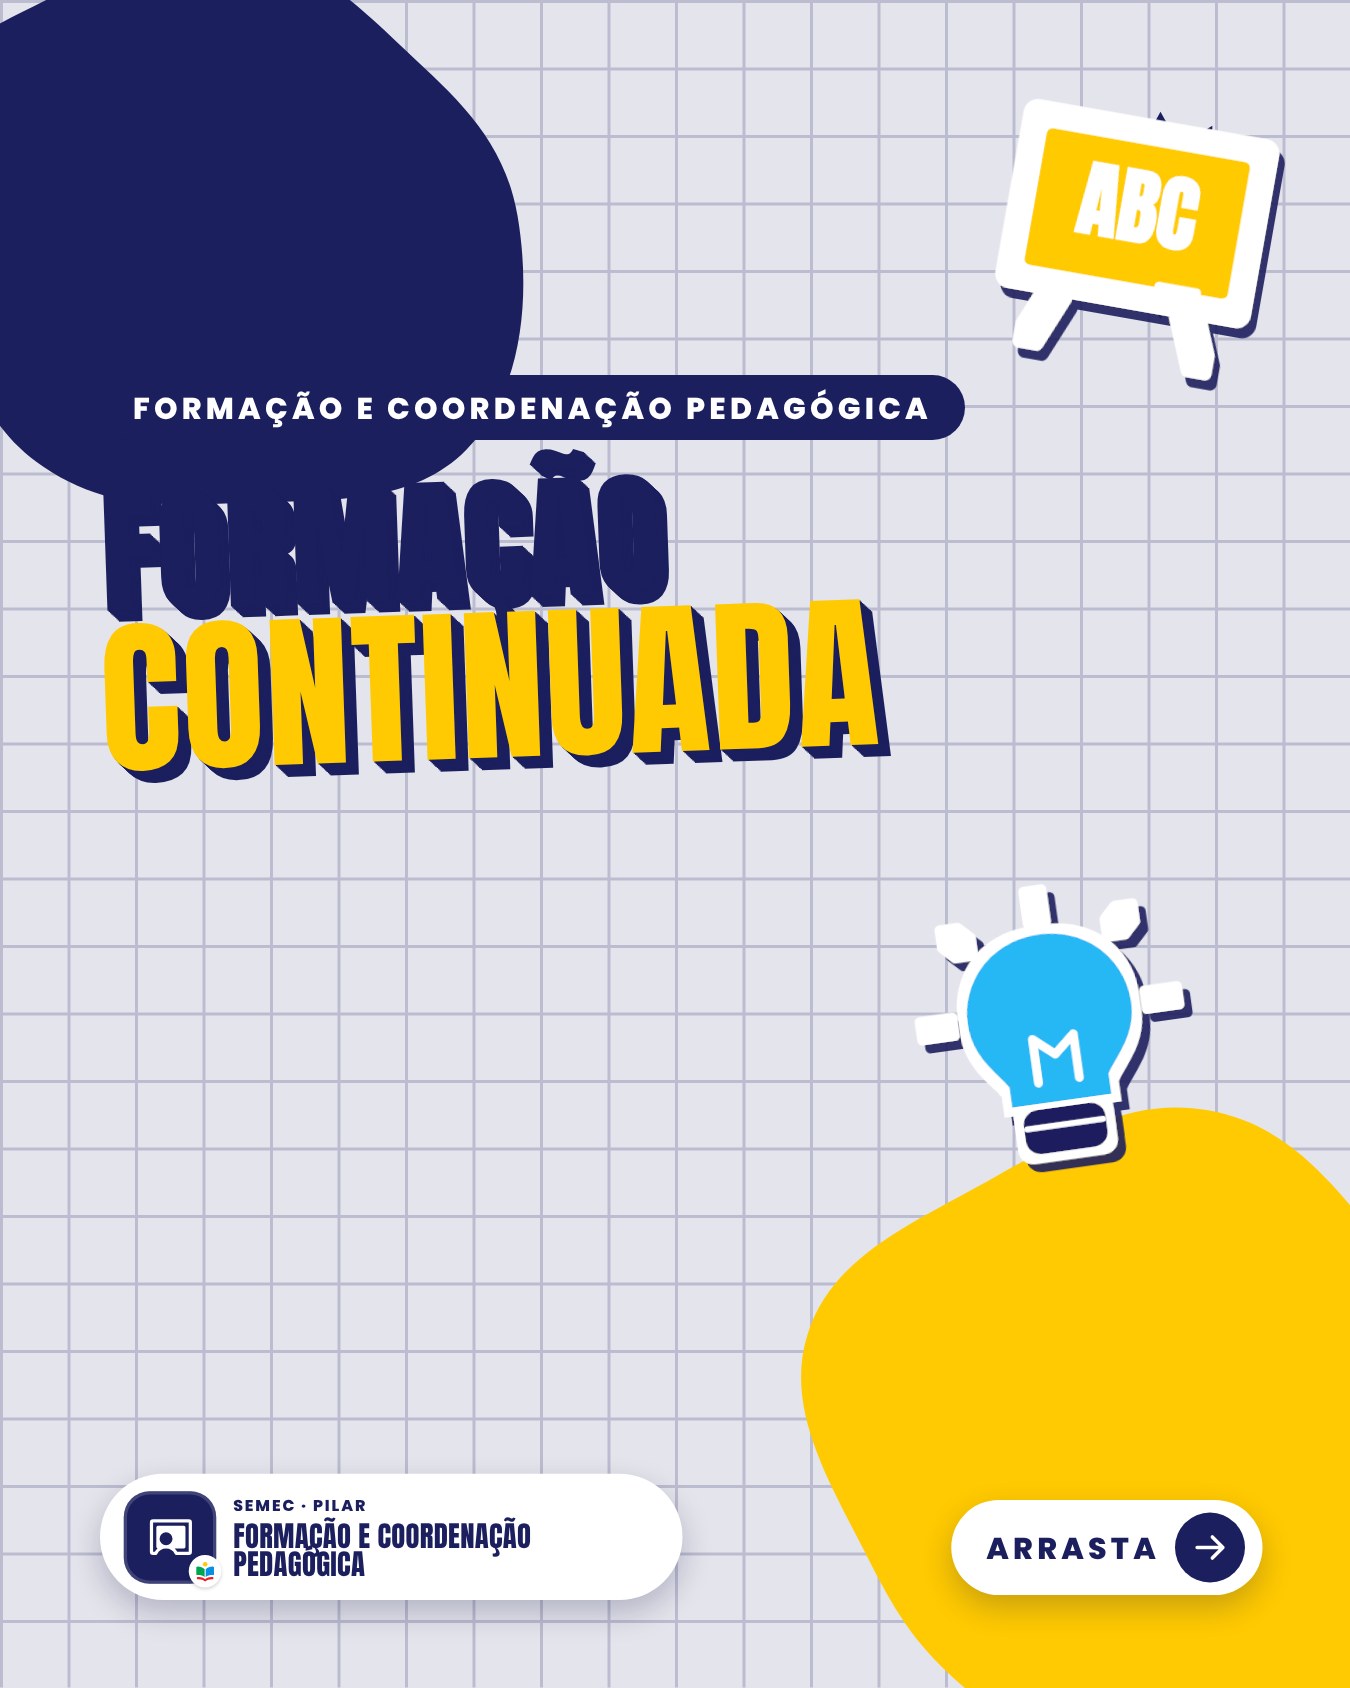 ABC
FORMAÇÃO E COORDENAÇÃO PEDAGÓGICA
FORMAÇÃO
CONTINUADA
SEMEC · PILAR
FORMAÇÃO E COORDENAÇÃO
PEDAGÓGICA
ARRASTA